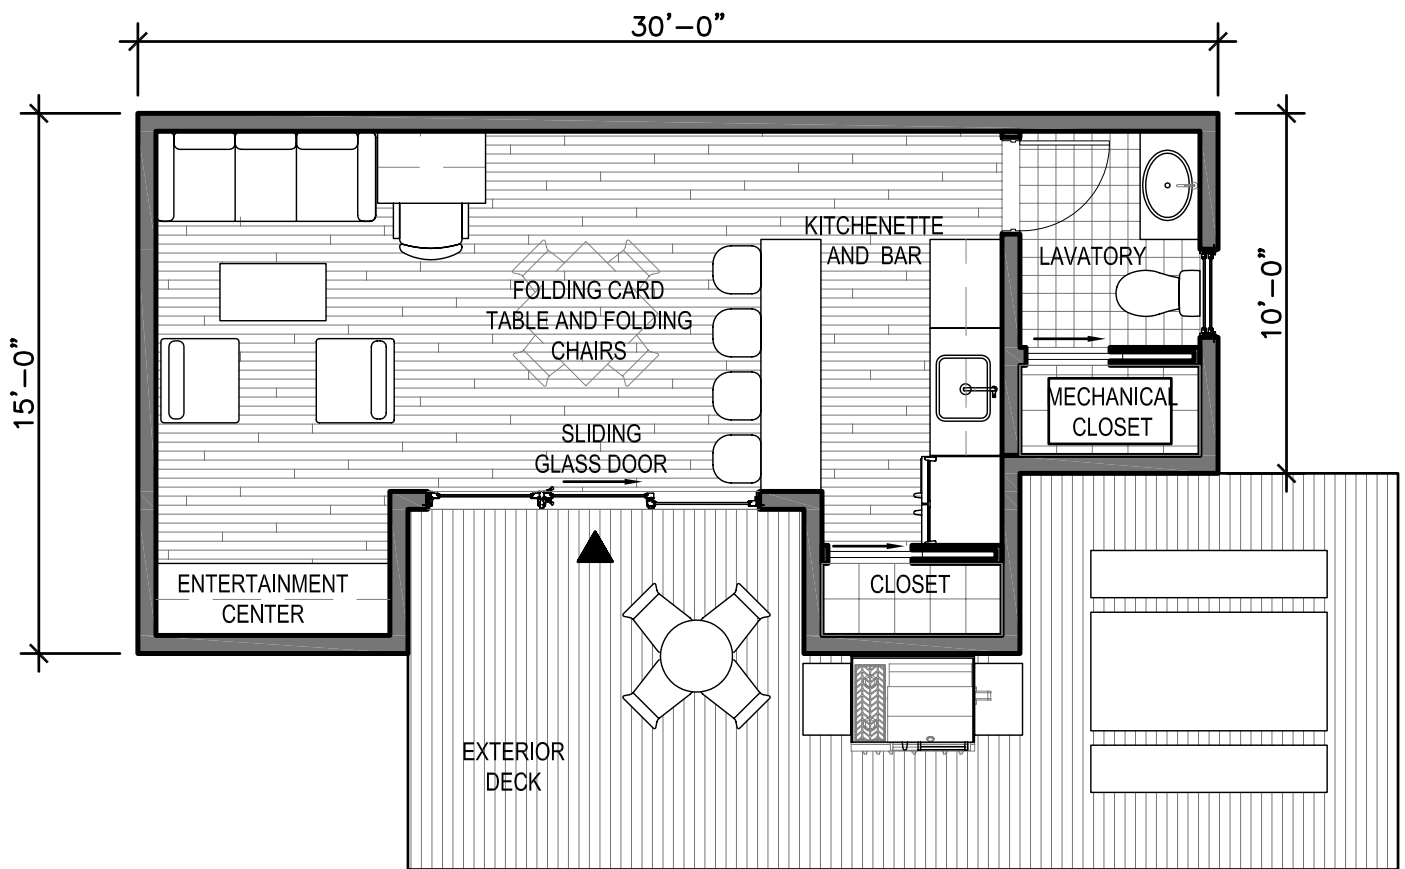 30'-0"
15'-0"
10'-0"
KITCHENETTE
AND BAR
LAVATORY
FOLDING CARD
TABLE AND FOLDING
CHAIRS
MECHANICAL
CLOSET
SLIDING
GLASS DOOR
ENTERTAINMENT
CENTER
CLOSET
EXTERIOR
DECK